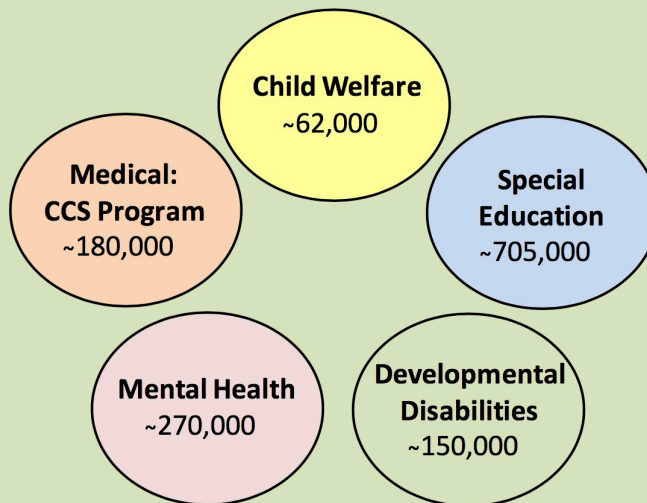 Child Welfare
~62,000
Medical:
CCS Program
~180,000
Special
Education
~705,000
Mental Health
~270,000
Developmental
Disabilities
~150,000